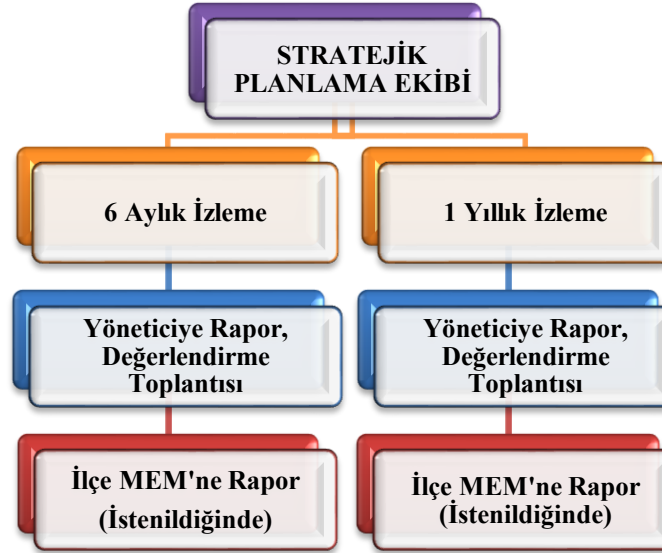 STRATEJİK
PLANLAMA EKİBİ
6 Aylık İzleme
1 Yıllık İzleme
Yöneticiye Rapor,
Değerlendirme
Toplantısı
Yöneticiye Rapor,
Değerlendirme
Toplantısı
İlçe MEM'ne Rapor
(İstenildiğinde)
İlçe MEM'ne Rapor
(İstenildiğinde)